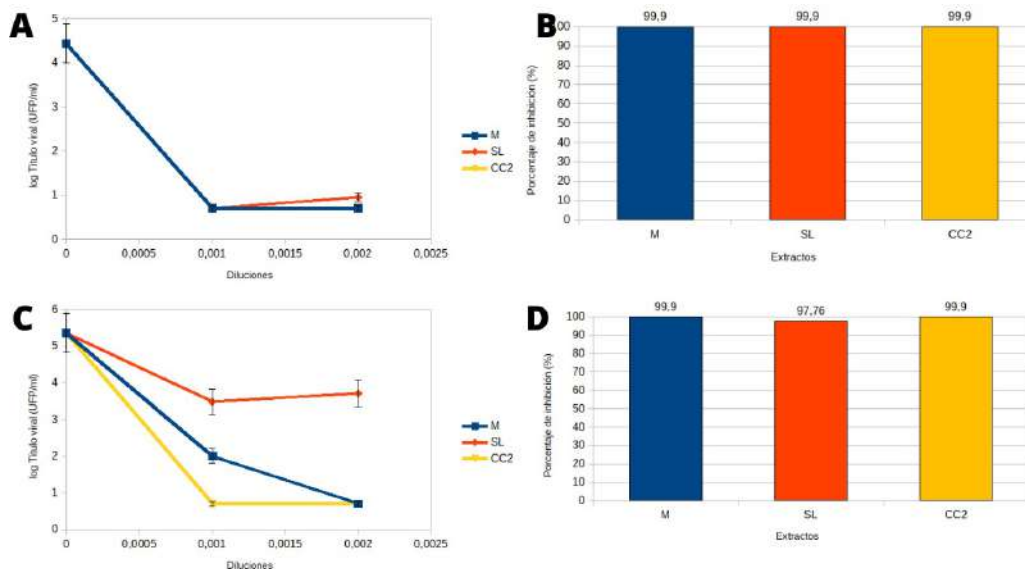 A
log Título viral (UFP/ml)
5
4
3
2
1
0
0 0,0005 0,001 0,0015 0,002 0,0025
Diluciones
M
SL
CC2
B
Porcentaje de inhibición (%)
99,9 99,9 99,9
100
90
80
70
60
50
40
30
20
10
0
M SL CC2
Extractos
C
log Título viral (UFP/ml)
6
5
4
3
2
1
0
0 0,0005 0,001 0,0015 0,002 0,0025
Diluciones
M
SL
CC2
D
Porcentaje de inhibición (%)
99,9 97,76 99,9
100
90
80
70
60
50
40
30
20
10
0
M SL CC2
Extractos